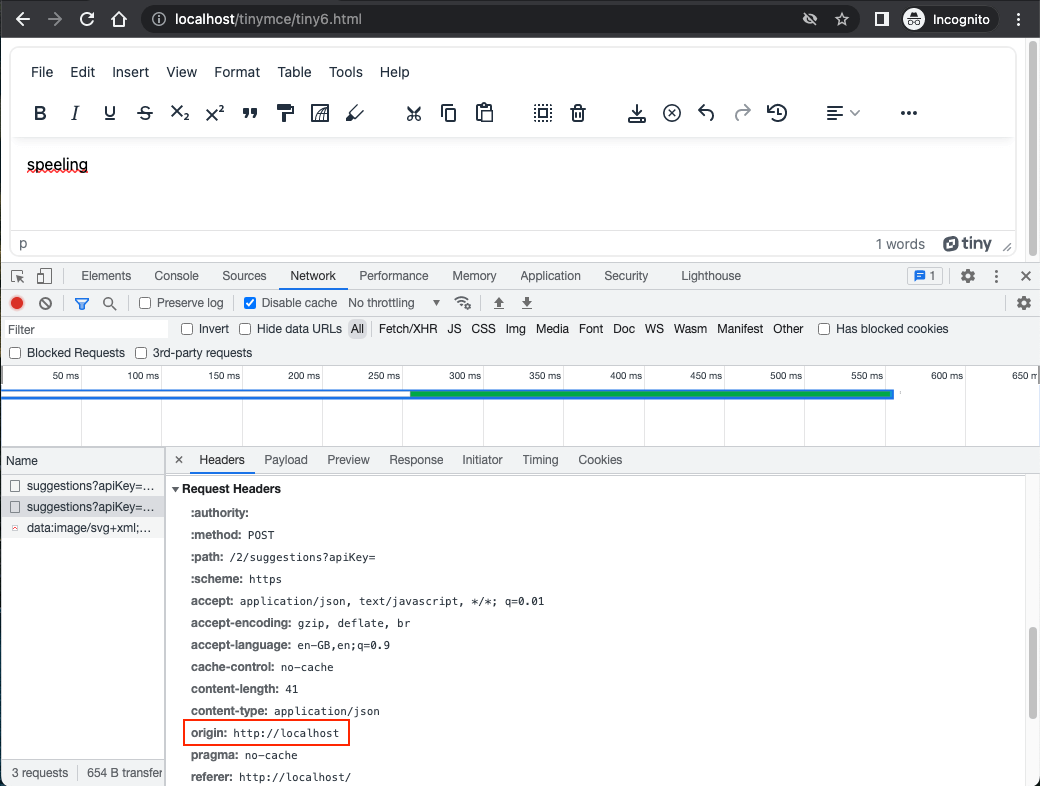 localhost/tinymce/tiny6.html Incognito
File Edit Insert View Format Table Tools Help
B I U S X₂ X²
speeling
p 1 words tiny
Elements Console Sources Network Performance Memory Application Security Lighthouse 1
Preserve log Disable cache No throttling
Filter Invert Hide data URLs All Fetch/XHR JS CSS Img Media Font Doc WS Wasm Manifest Other Has blocked cookies
Blocked Requests 3rd-party requests
50 ms 100 ms 150 ms 200 ms 250 ms 300 ms 350 ms 400 ms 450 ms 500 ms 550 ms 600 ms 650 m
Name × Headers Payload Preview Response Initiator Timing Cookies
suggestions?apiKey=...
suggestions?apiKey=...
data:image/svg+xml;...
Request Headers
:authority:
:method: POST
:path: /2/suggestions?apiKey=
:scheme: https
accept: application/json, text/javascript, */*; q=0.01
accept-encoding: gzip, deflate, br
accept-language: en-GB,en;q=0.9
cache-control: no-cache
content-length: 41
content-type: application/json
origin: http://localhost
pragma: no-cache
referer: http://localhost/
3 requests 654 B transfer